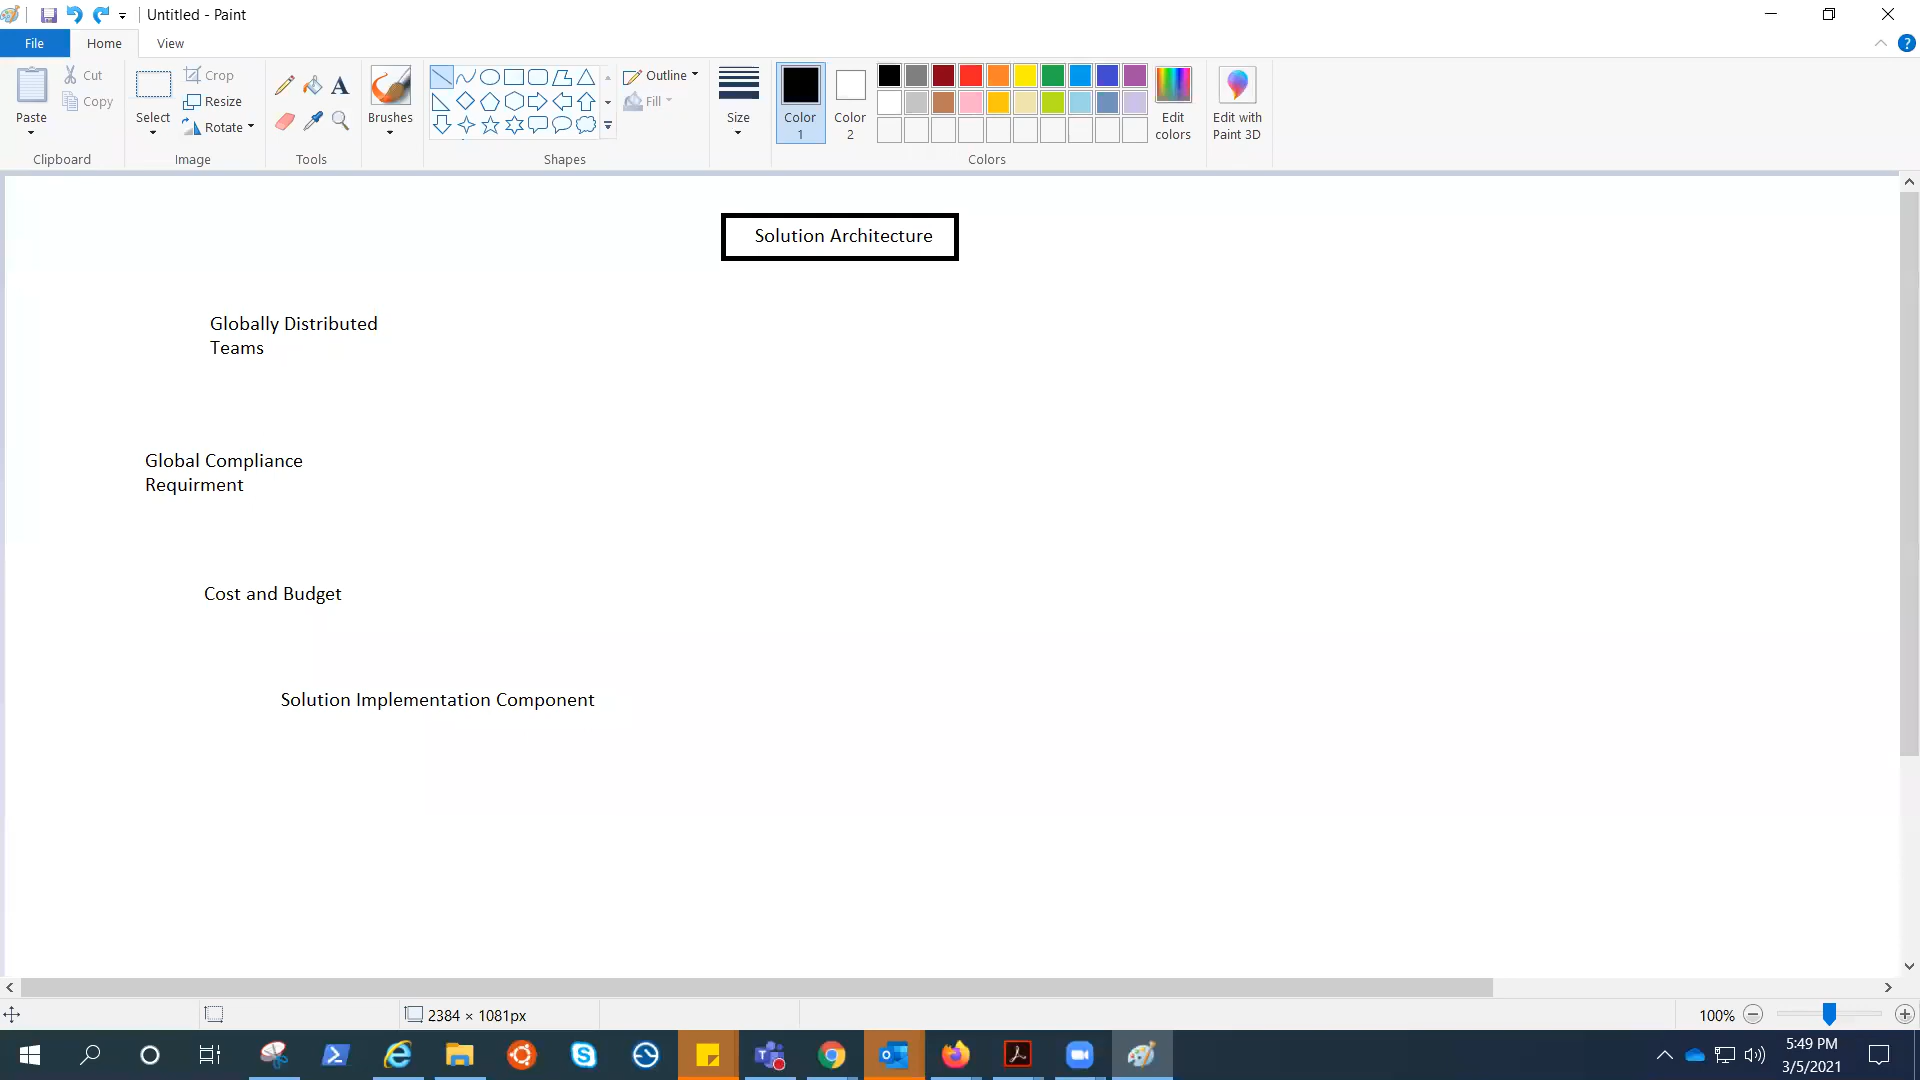 Untitled - Paint
File Home View
Paste
Cut
Copy
Clipboard
Select
Crop
Resize
Rotate
Image
Tools
Brushes
Outline
Fill
Shapes
Size
Color 1
Color 2
Edit colors
Colors
Edit with Paint 3D
Solution Architecture
Globally Distributed
Teams
Global Compliance
Requirment
Cost and Budget
Solution Implementation Component
2384 × 1081px
100%
5:49 PM
3/5/2021